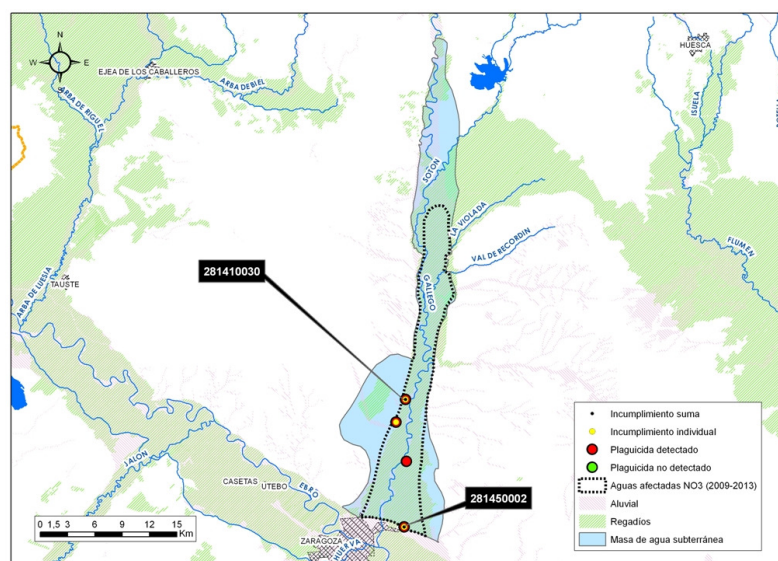 N
W
E
S
HUESCA
EJEA DE LOS CABALLEROS
ARBA DE BIEL
ARBA DE RIGUEL
ISUELA
SOTON
LA VIOLADA
VAL DE RECORDIN
FLUMEN
281410030
GALLEGO
TAUSTE
ARBA DE LUESIA
JALON
CASETAS
UTEBO
EBRO
281450002
ZARAGOZA
HUERVA
0 1,5 3 6 9 12 15
Km
Incumplimiento suma
Incumplimiento individual
Plaguicida detectado
Plaguicida no detectado
Aguas afectadas NO3 (2009-2013)
Aluvial
Regadíos
Masa de agua subterránea